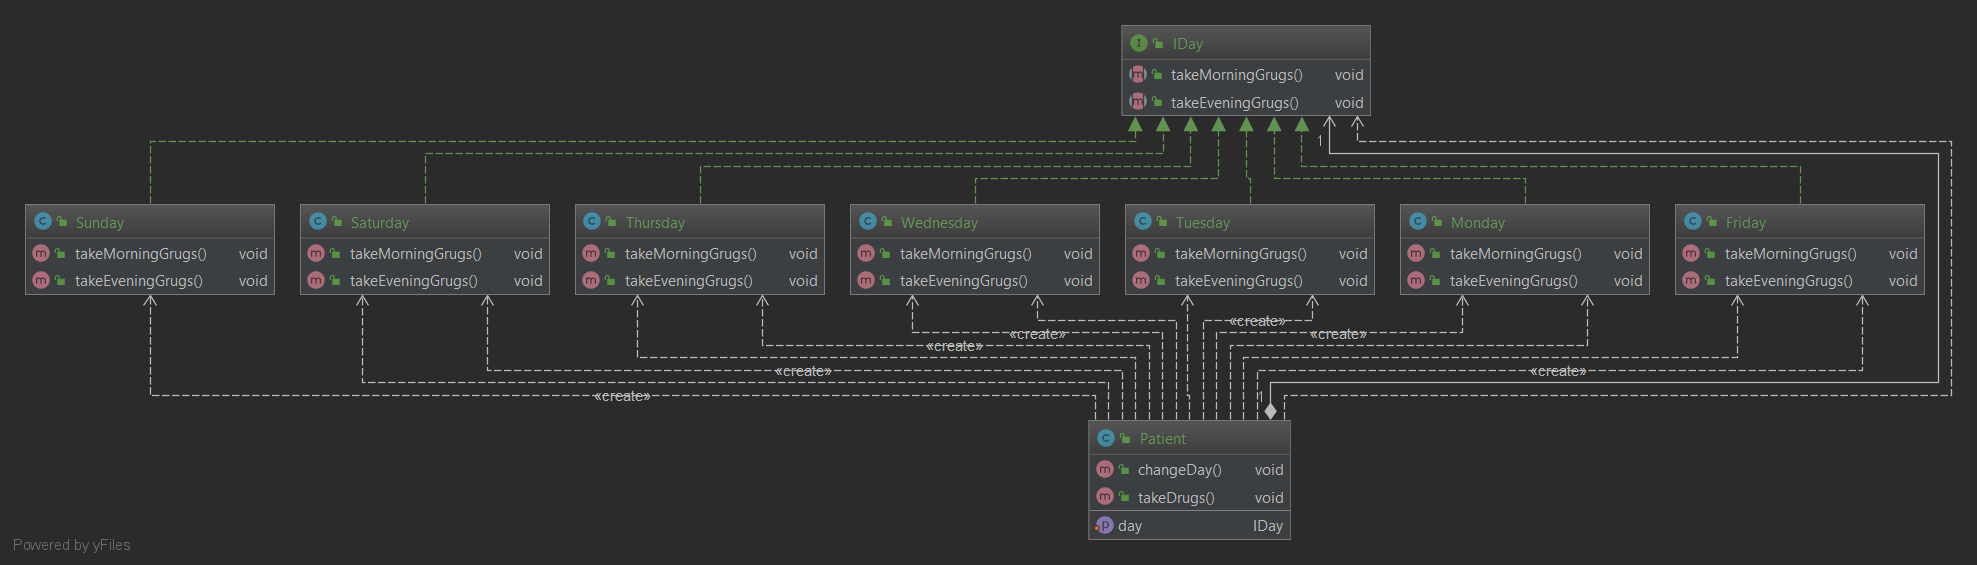 IDay
takeMorningGrugs() void
takeEveningGrugs() void
1
Sunday
takeMorningGrugs() void
takeEveningGrugs() void
Saturday
takeMorningGrugs() void
takeEveningGrugs() void
Thursday
takeMorningGrugs() void
takeEveningGrugs() void
Wednesday
takeMorningGrugs() void
takeEveningGrugs() void
Tuesday
takeMorningGrugs() void
takeEveningGrugs() void
Monday
takeMorningGrugs() void
takeEveningGrugs() void
Friday
takeMorningGrugs() void
takeEveningGrugs() void
«create»
«create»
«create»
«create»
«create»
«create»
«create»
1
Patient
changeDay() void
takeDrugs() void
day IDay
Powered by yFiles